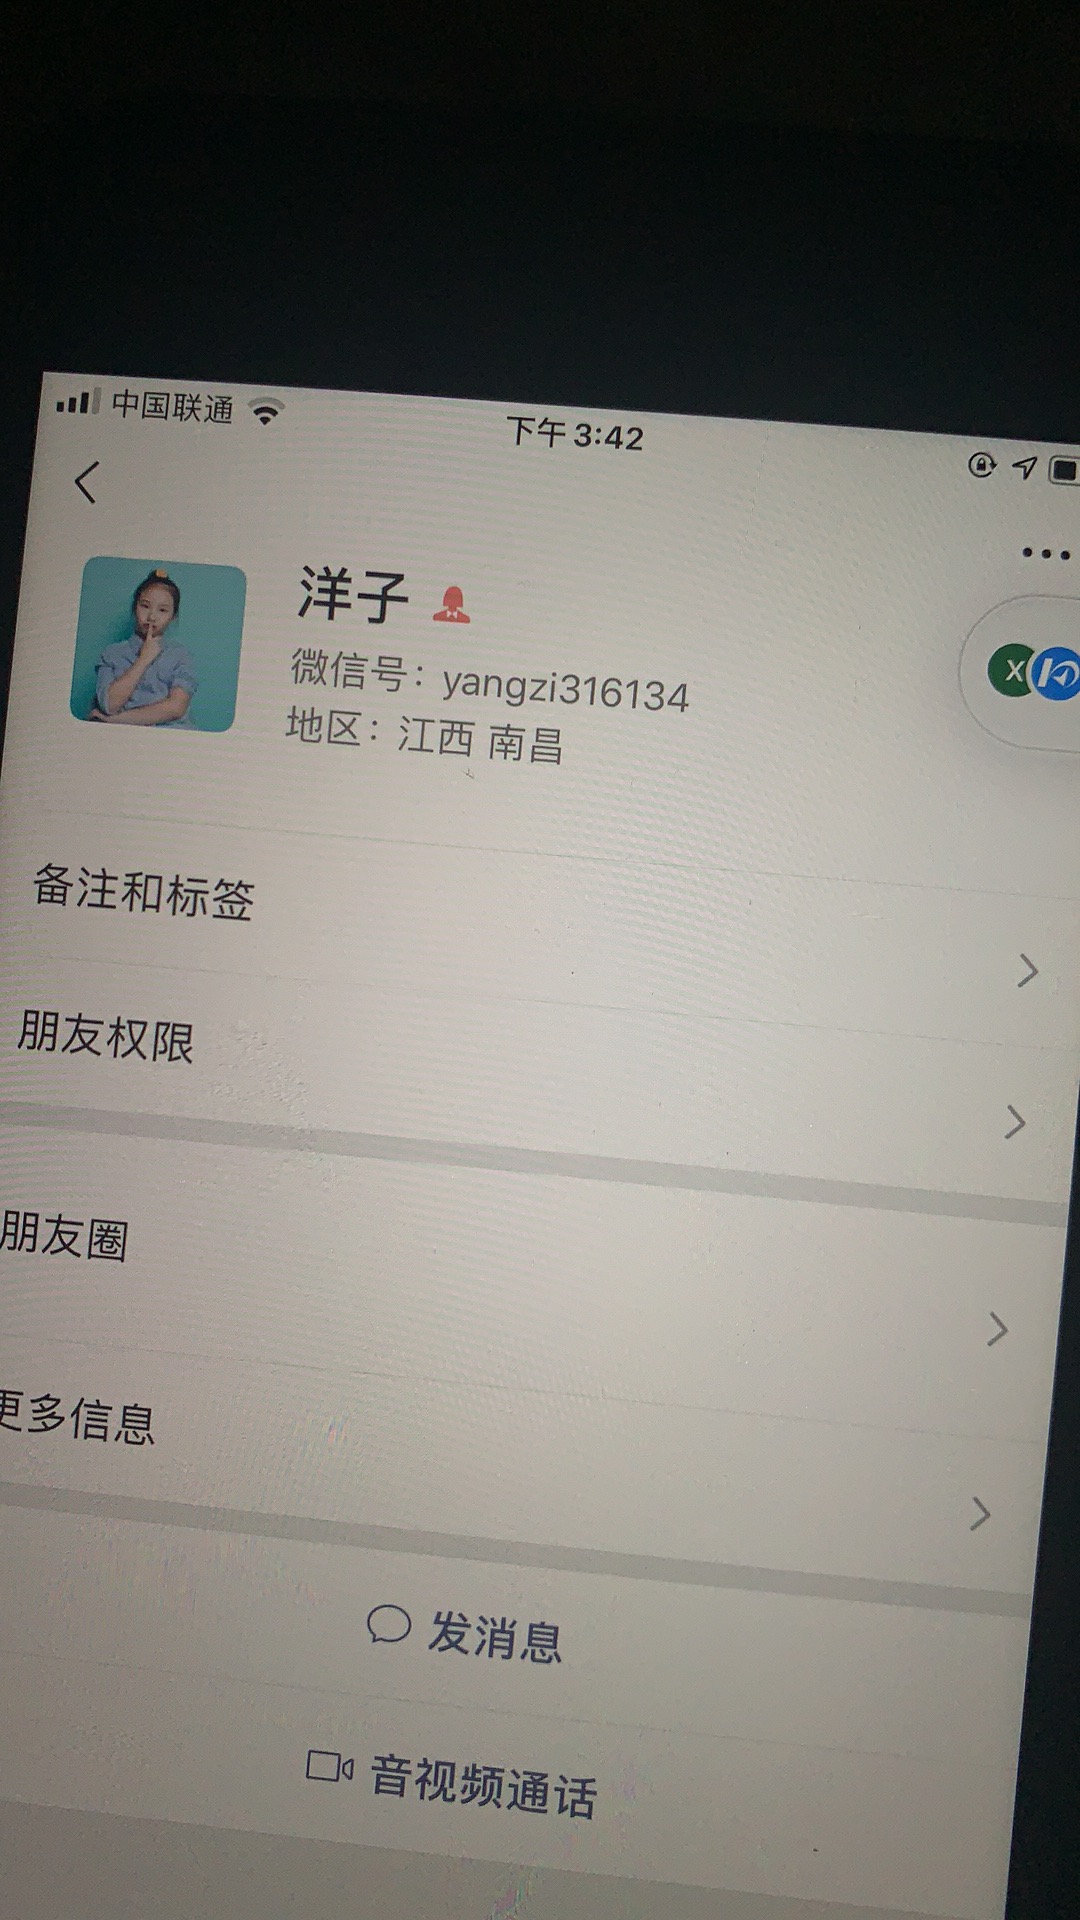 中国联通
下午3:42
洋子
微信号：yangzi316134
地区：江西 南昌
X
备注和标签
朋友权限
朋友圈
更多信息
发消息
音视频通话